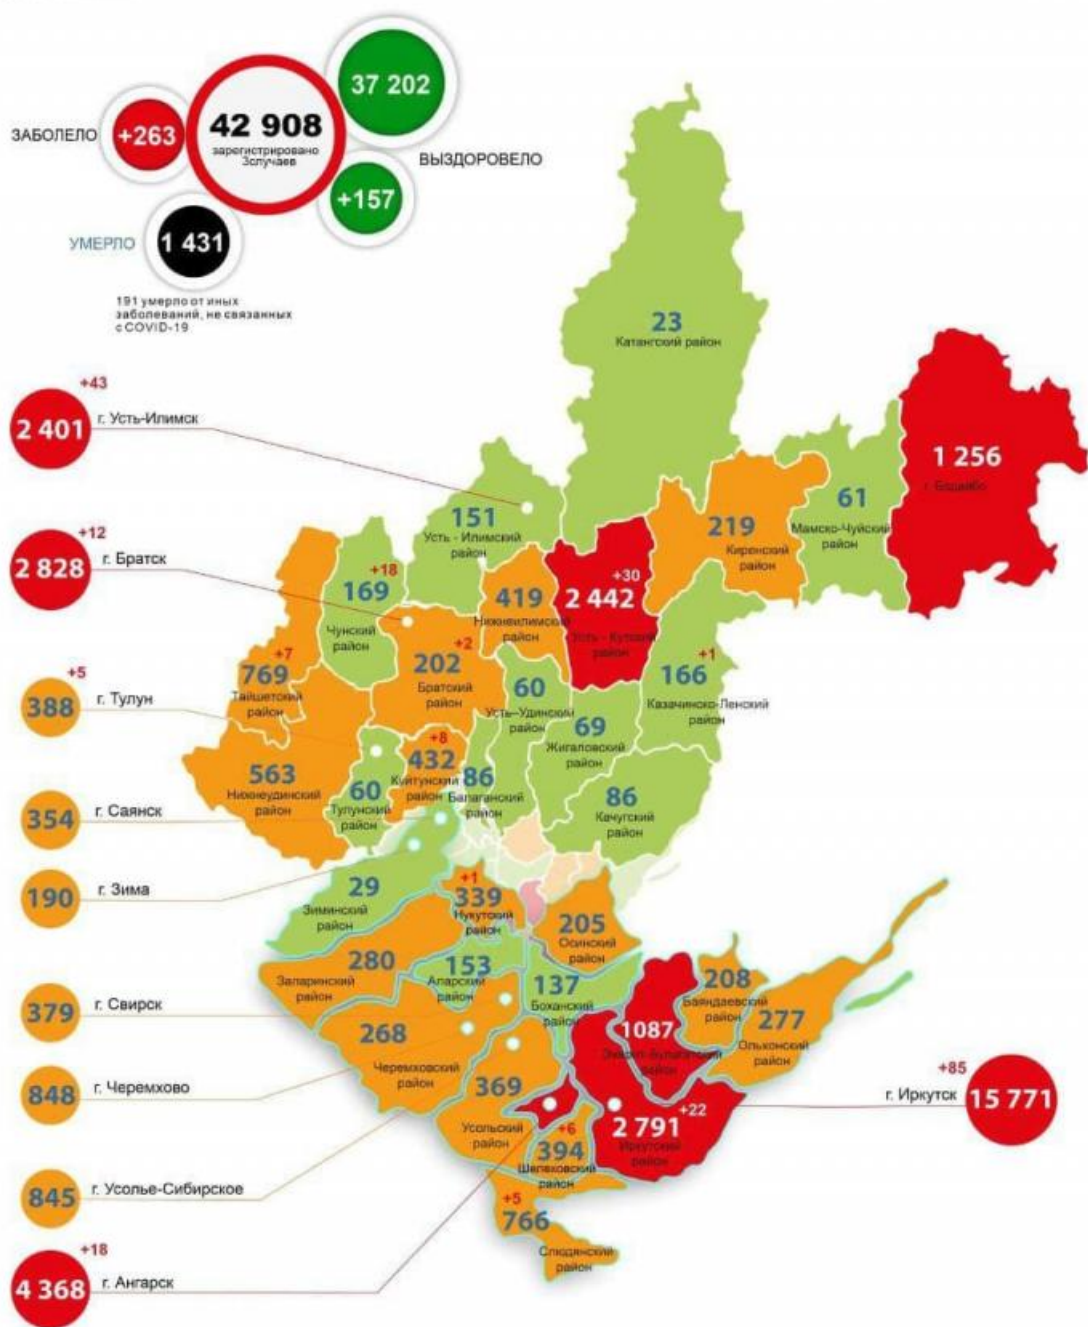 37 202
ЗАБОЛЕЛО
+263
42 908
зарегистрировано
3случаев
ВЫЗДОРОВЕЛО
+157
УМЕРЛО
1 431
191 умерло от иных
заболеваний, не связанных
с COVID-19
23
Катангский район
+43
2 401
г. Усть-Илимск
1 256
г. Бодайбо
61
Мамско-Чуйский
район
219
Киренский
район
151
Усть - Илимский
район
+12
2 828
г. Братск
+18
169
Чунский
район
419
Нижнеилимский
район
+30
2 442
Усть - Кутский
район
+7
769
Тайшетский
район
+2
202
Братский
район
+1
166
Казачинско-Ленский
район
60
Усть–Удинский
район
69
Жигаловский
район
+5
388
г. Тулун
+8
432
Куйтунский
район
563
Нижнеудинский
район
60
Тулунский
район
86
Балаганский
район
86
Качугский
район
354
г. Саянск
190
г. Зима
29
Зиминский
район
+1
339
Нукутский
район
205
Осинский
район
280
Заларинский
район
153
Аларский
район
137
Боханский
район
208
Баяндаевский
район
1087
Эхирит-Булагатский
район
277
Ольхонский
район
379
г. Свирск
268
Черемховский
район
848
г. Черемхово
369
Усольский
район
+85
г. Иркутск
15 771
+22
2 791
Иркутский
район
+6
394
Шелеховский
район
845
г. Усолье-Сибирское
+5
766
Слюдянский
район
+18
4 368
г. Ангарск